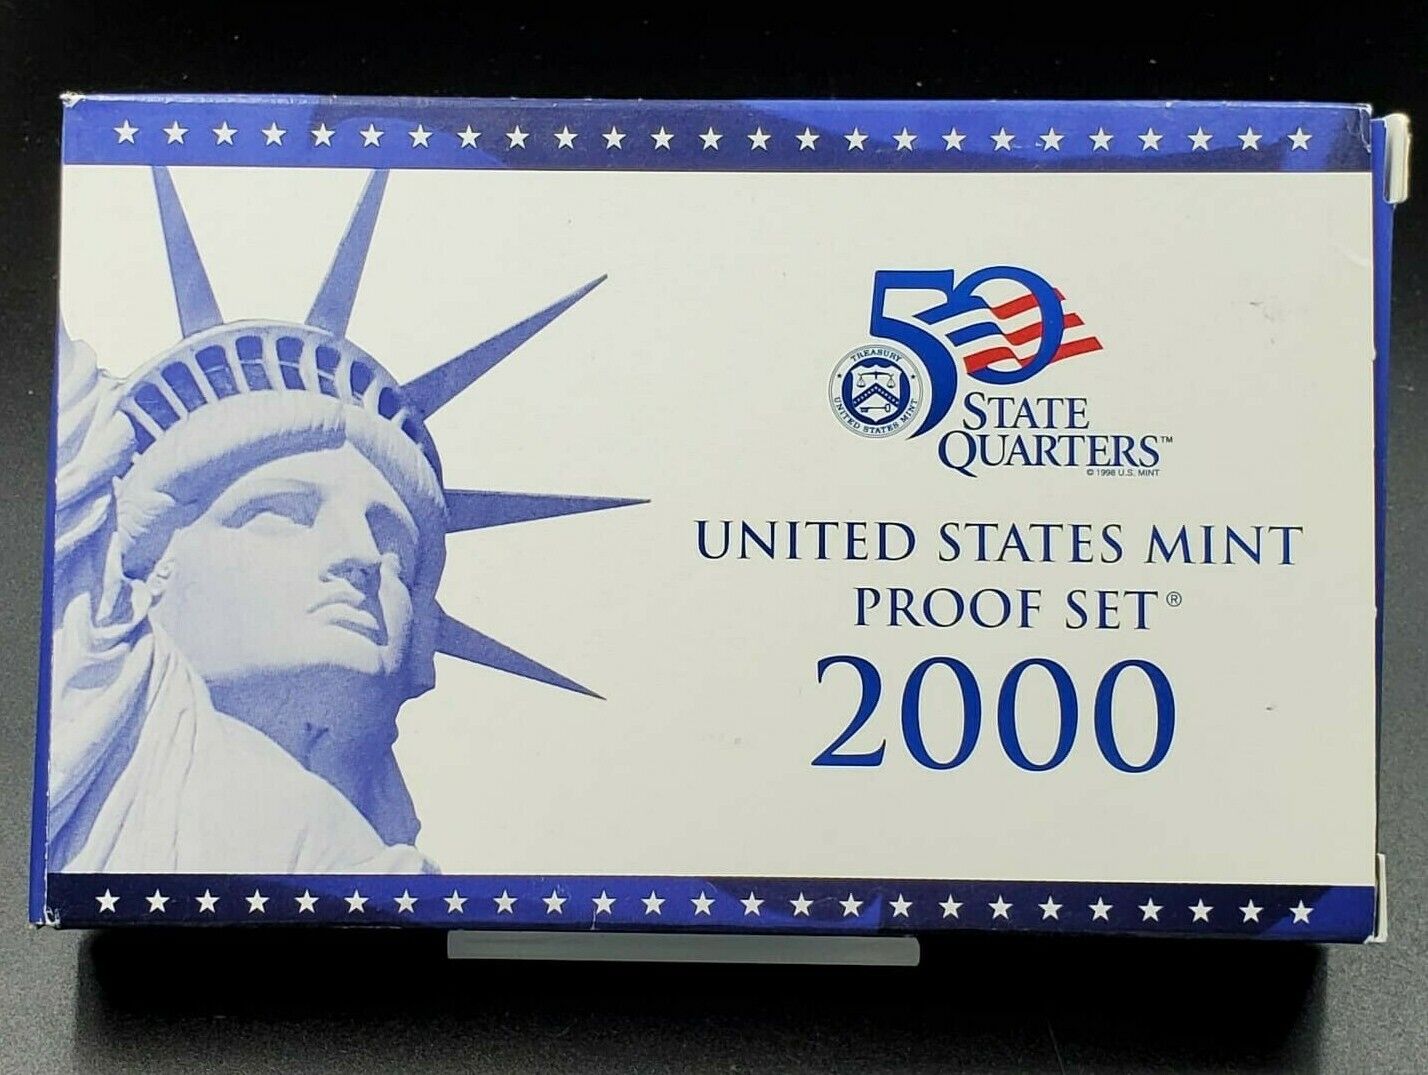 50
TREASURY
UNITED STATES MINT
STATE
QUARTERS™
© 1998 U.S. MINT
UNITED STATES MINT
PROOF SET®
2000